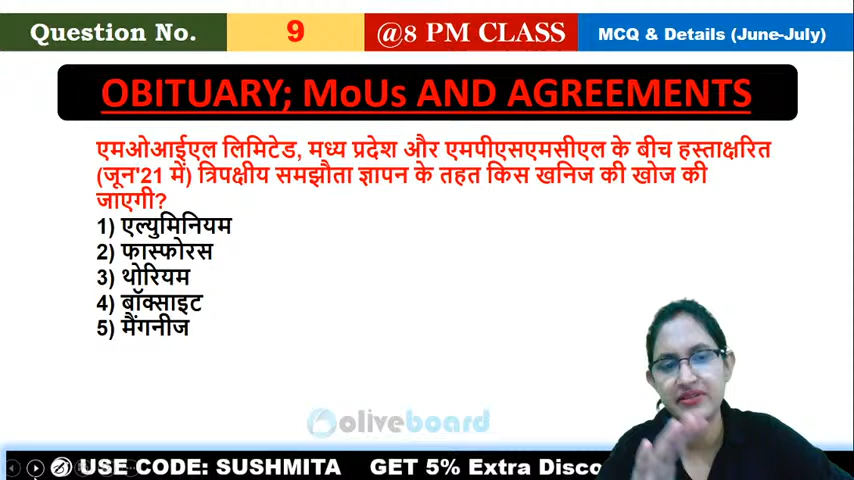 Question No.
9
@8 PM CLASS
MCQ & Details (June-July)
OBITUARY; MoUs AND AGREEMENTS
एमओआईएल लिमिटेड, मध्य प्रदेश और एमपीएसएमसीएल के बीच हस्ताक्षरित
(जून'21 में) त्रिपक्षीय समझौता ज्ञापन के तहत किस खनिज की खोज की
जाएगी?
1) एल्युमिनियम
2) फास्फोरस
3) थोरियम
4) बॉक्साइट
5) मैंगनीज
oliveboard
USE CODE: SUSHMITA GET 5% Extra Disco